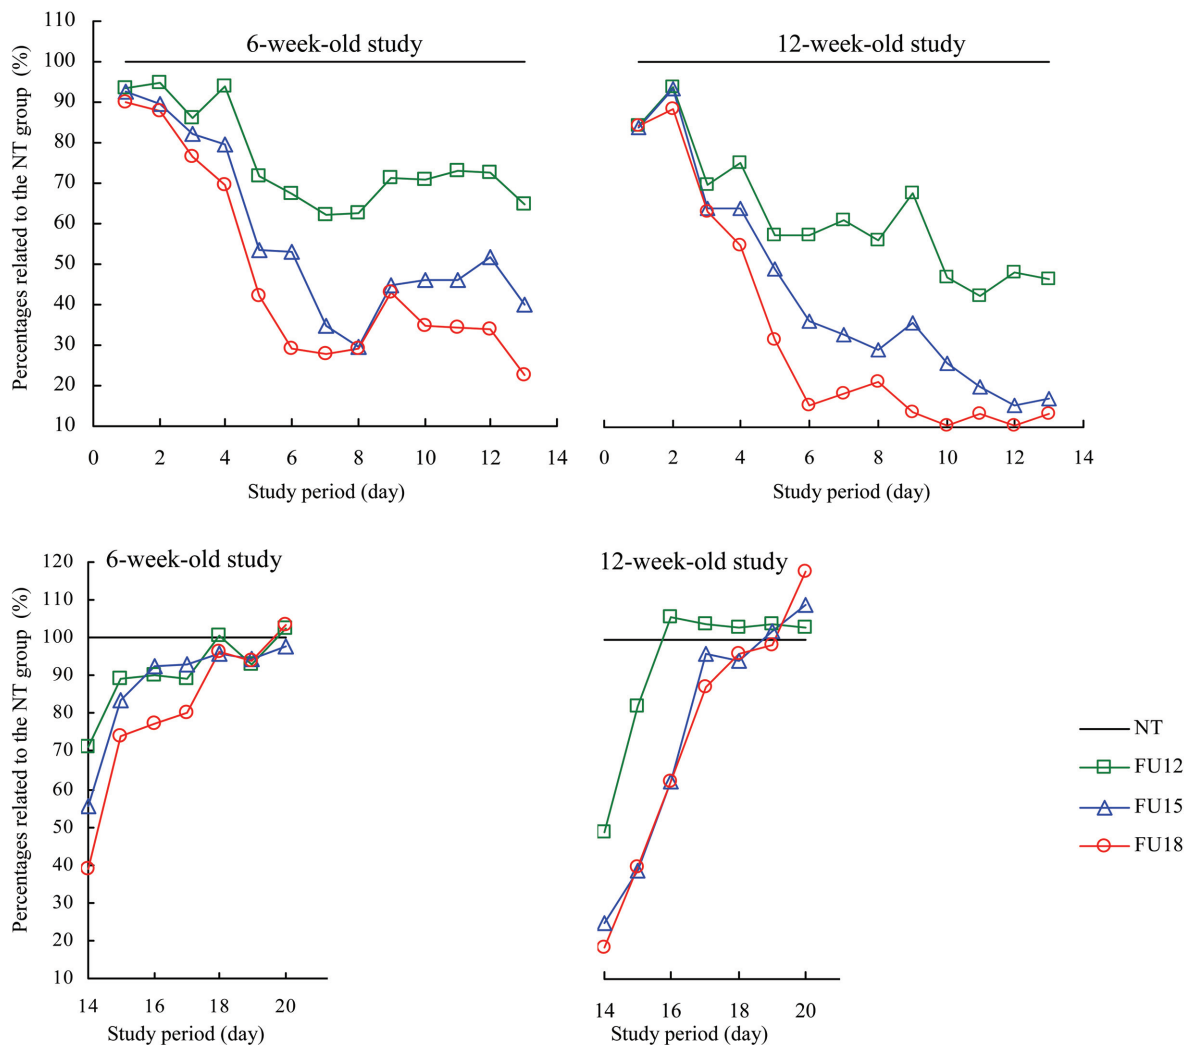 6-week-old study
Percentages related to the NT group (%)
110
100
90
80
70
60
50
40
30
20
10
0 2 4 6 8 10 12 14
Study period (day)
12-week-old study
0 2 4 6 8 10 12 14
Study period (day)
6-week-old study
Percentages related to the NT group (%)
120
110
100
90
80
70
60
50
40
30
20
10
14 16 18 20
Study period (day)
12-week-old study
14 16 18 20
Study period (day)
NT
FU12
FU15
FU18